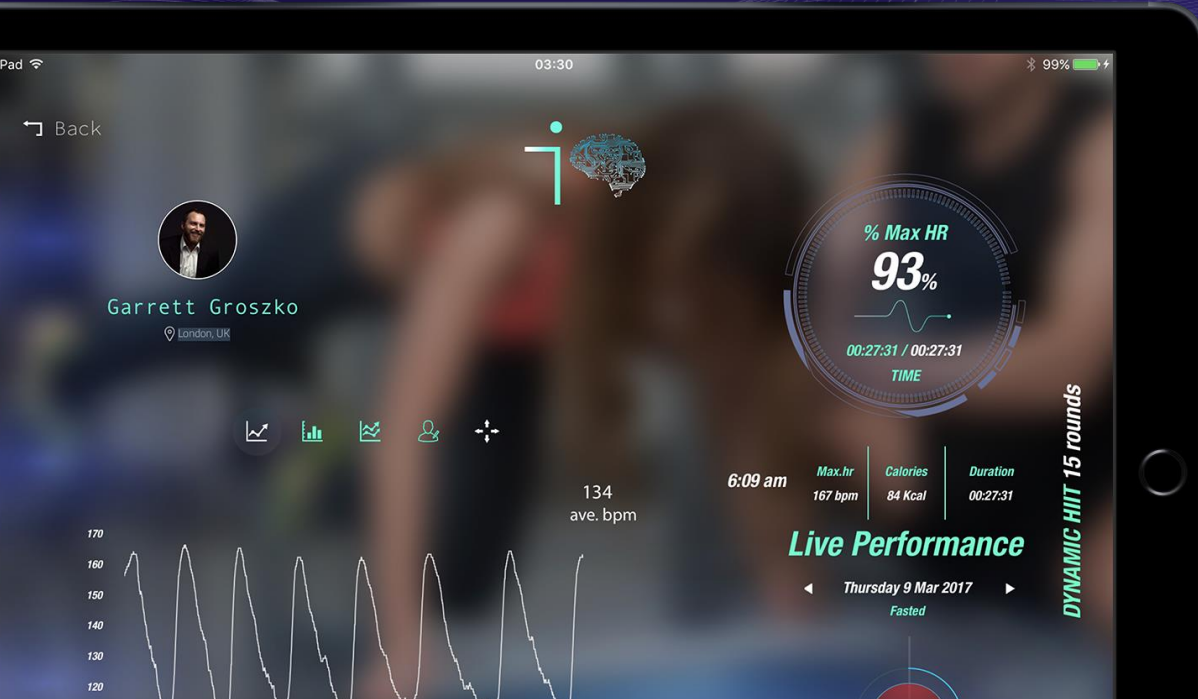 Pad
03:30
99%
Back
Garrett Groszko
London, UK
% Max HR
93%
00:27:31 / 00:27:31
TIME
134
ave. bpm
6:09 am
Max.hr
167 bpm
Calories
84 Kcal
Duration
00:27:31
Live Performance
Thursday 9 Mar 2017
Fasted
DYNAMIC HIIT 15 rounds
170
160
150
140
130
120